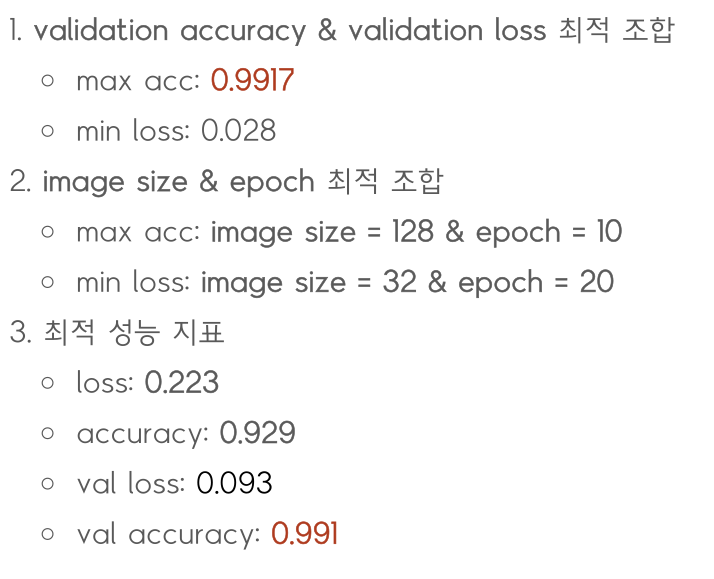 1. validation accuracy & validation loss 최적 조합
○ max acc: 0.9917
○ min loss: 0.028
2. image size & epoch 최적 조합
○ max acc: image size = 128 & epoch = 10
○ min loss: image size = 32 & epoch = 20
3. 최적 성능 지표
○ loss: 0.223
○ accuracy: 0.929
○ val loss: 0.093
○ val accuracy: 0.991